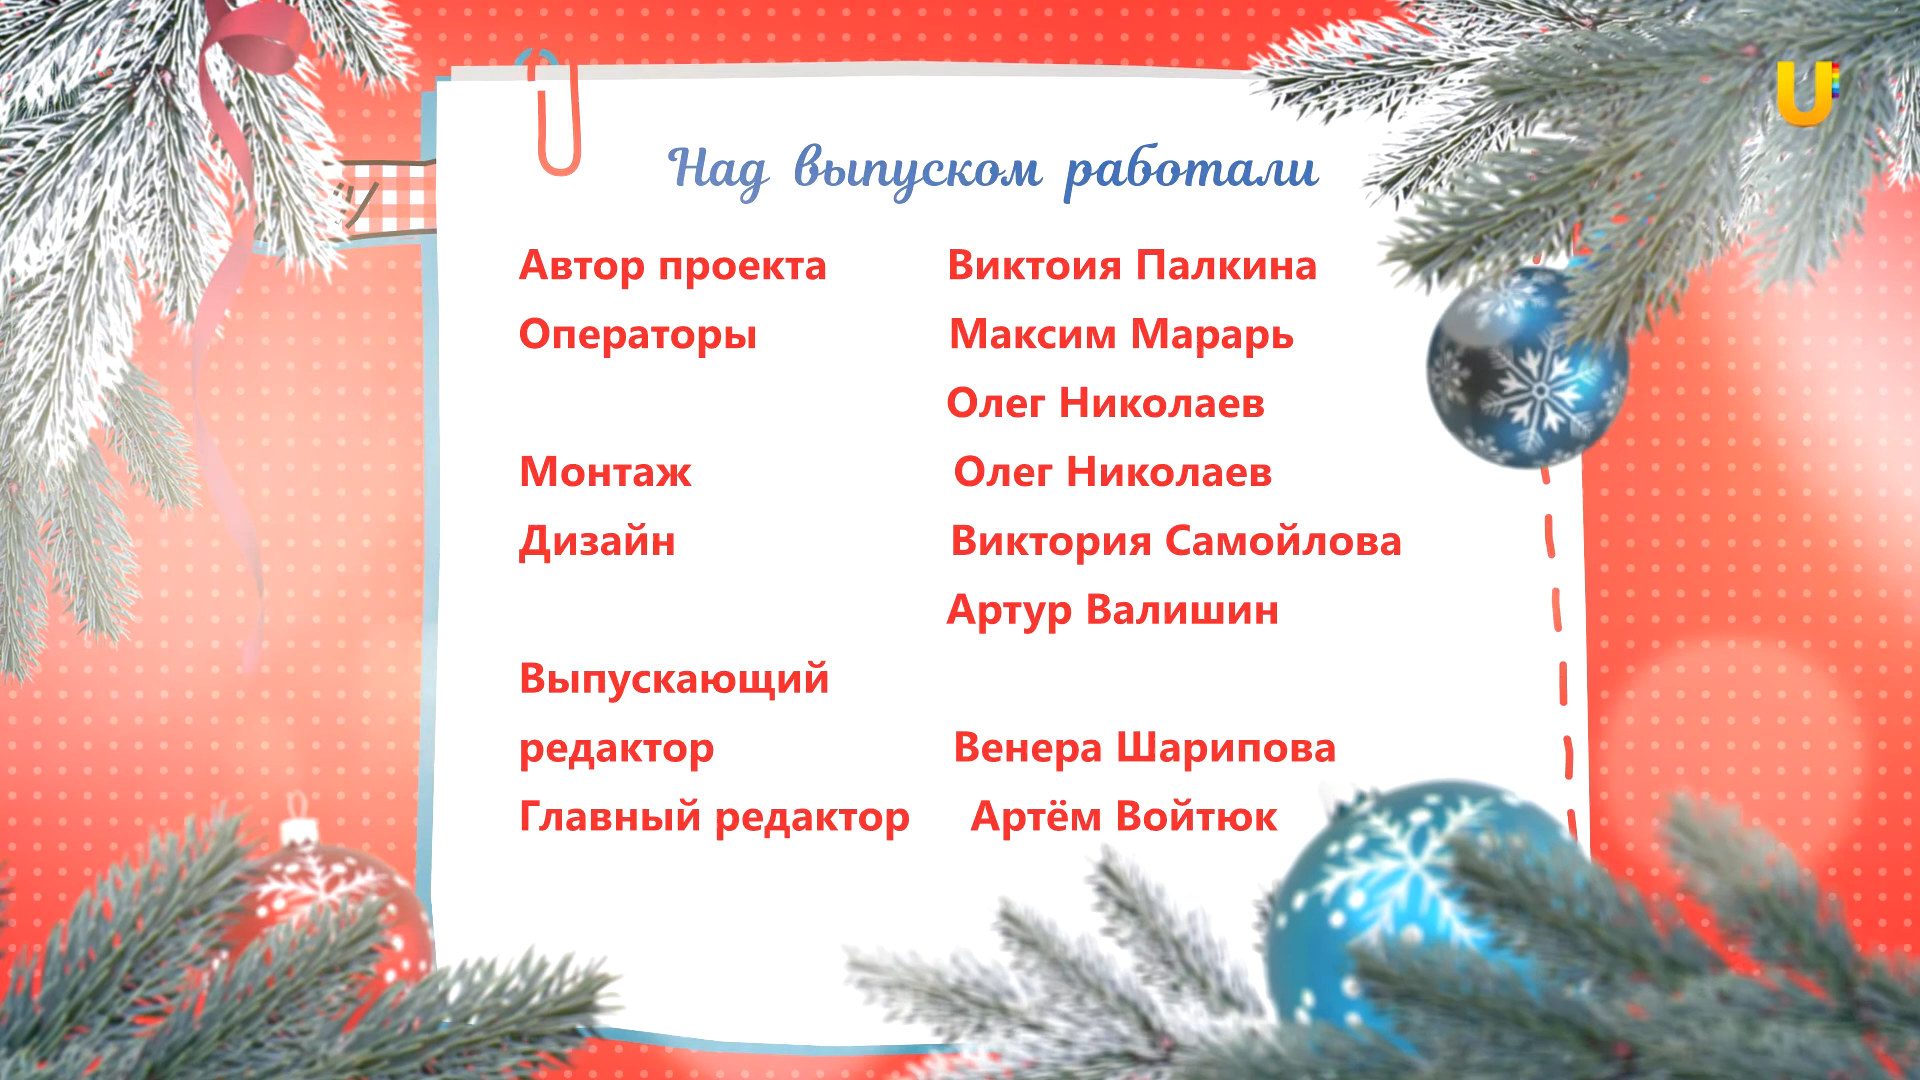 Над выпуском работали
Автор проекта Виктоия Палкина
Операторы Максим Марарь
Олег Николаев
Монтаж Олег Николаев
Дизайн Виктория Самойлова
Артур Валишин
Выпускающий
редактор Венера Шарипова
Главный редактор Артём Войтюк
U